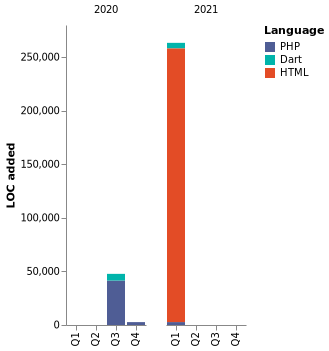 2020 2021
Language
PHP
Dart
HTML
LOC added
250,000
200,000
150,000
100,000
50,000
0
Q1 Q2 Q3 Q4 Q1 Q2 Q3 Q4